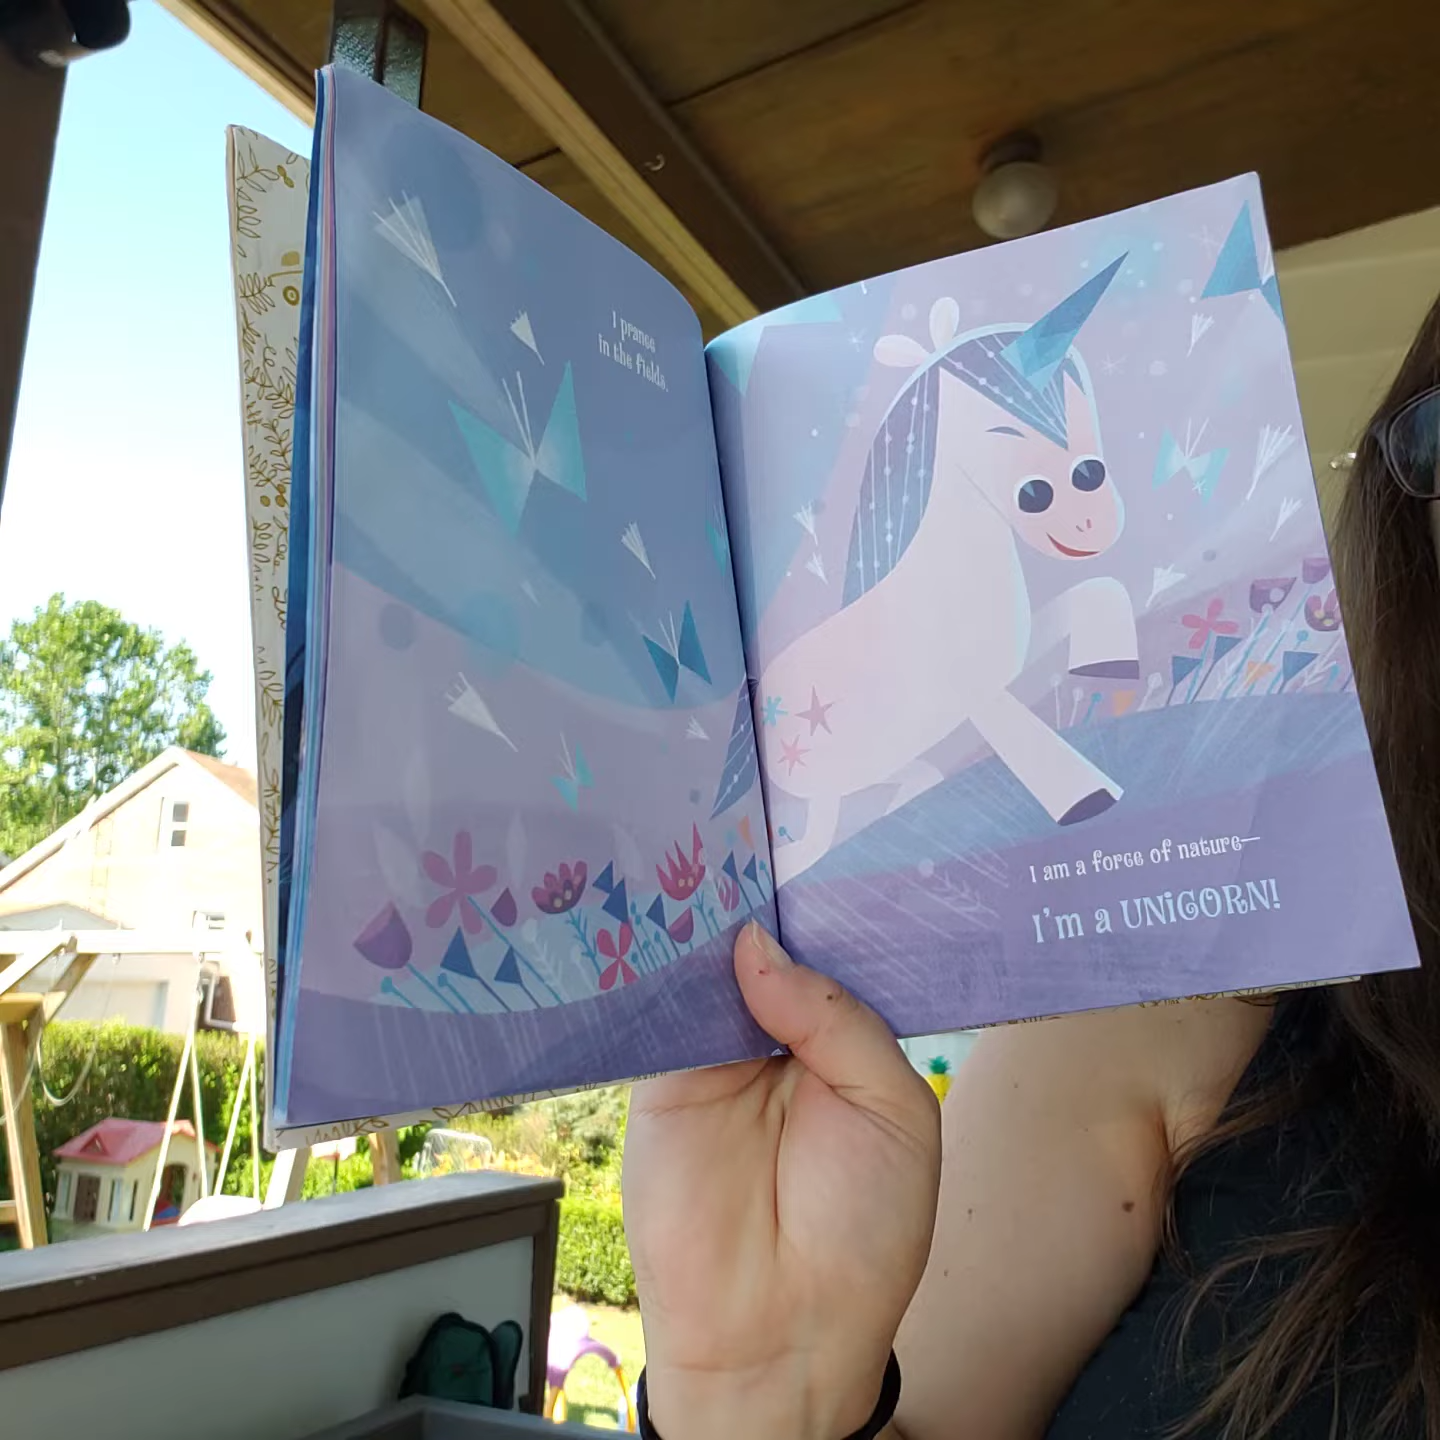 I prance
in the fields.
I am a force of nature—
I'm a UNiCORN!